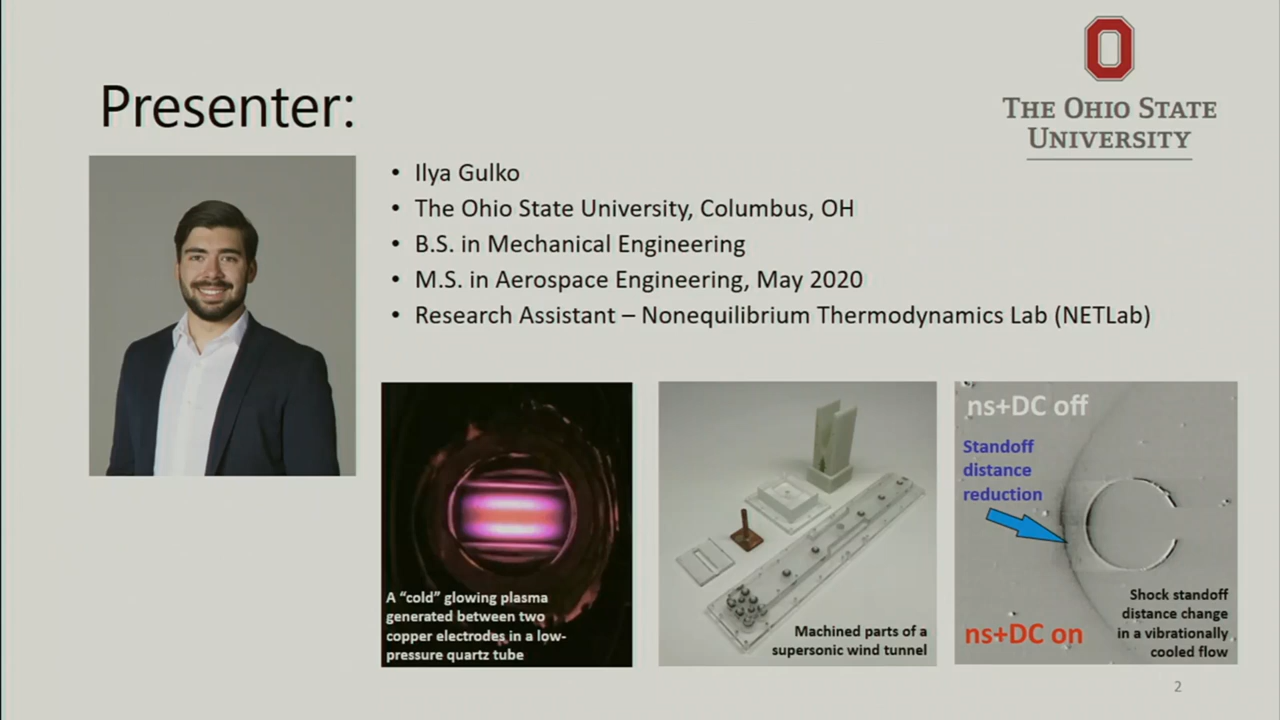 Presenter:
THE OHIO STATE
UNIVERSITY
• Ilya Gulko
• The Ohio State University, Columbus, OH
• B.S. in Mechanical Engineering
• M.S. in Aerospace Engineering, May 2020
• Research Assistant – Nonequilibrium Thermodynamics Lab (NETLab)
A “cold” glowing plasma
generated between two
copper electrodes in a low-
pressure quartz tube
Machined parts of a
supersonic wind tunnel
ns+DC off
Standoff
distance
reduction
ns+DC on
Shock standoff
distance change
in a vibrationally
cooled flow
2